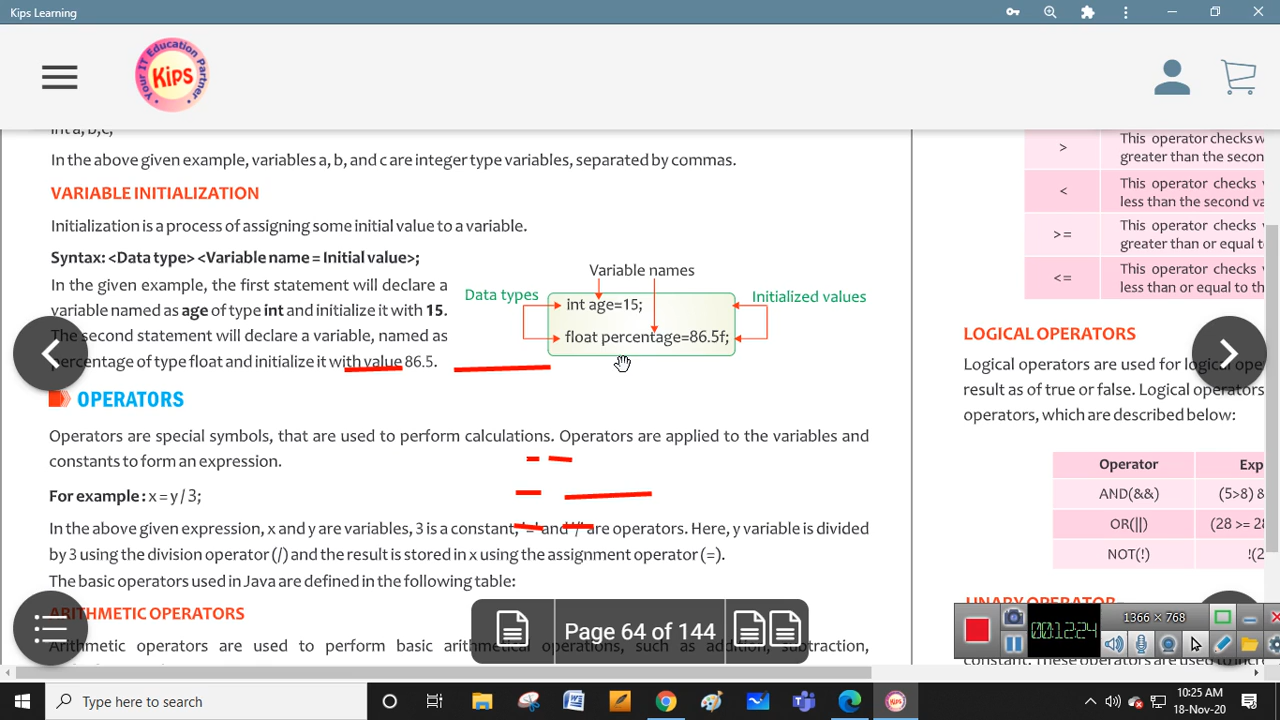 Kips Learning
Your IT Education Partner
Kips
int a, b,c;
In the above given example, variables a, b, and c are integer type variables, separated by commas.
VARIABLE INITIALIZATION
Initialization is a process of assigning some initial value to a variable.
Syntax: <Data type> <Variable name = Initial value>;
In the given example, the first statement will declare a
variable named as age of type int and initialize it with 15.
The second statement will declare a variable, named as
percentage of type float and initialize it with value 86.5.
Variable names
Data types
Initialized values
int age=15;
float percentage=86.5f;
OPERATORS
Operators are special symbols, that are used to perform calculations. Operators are applied to the variables and
constants to form an expression.
For example : x = y / 3;
In the above given expression, x and y are variables, 3 is a constant, '=' and '/' are operators. Here, y variable is divided
by 3 using the division operator (/) and the result is stored in x using the assignment operator (=).
The basic operators used in Java are defined in the following table:
ARITHMETIC OPERATORS
Arithmetic operators are used to perform basic arithmetical operations, such as addition, subtraction,
> This operator checks
greater than the secon
< This operator checks
less than the second va
>= This operator checks
greater than or equal t
<= This operator checks
less than or equal to th
LOGICAL OPERATORS
Logical operators are used for logical
result as of true or false. Logical operators
operators, which are described below:
Operator Exp
AND(&&) (5>8) &
OR(||) (28 >= 2
NOT(!) !(2
UNARY OPERATOR
Page 64 of 144
00:12:24
1366 × 768
Type here to search
10:25 AM
18-Nov-20